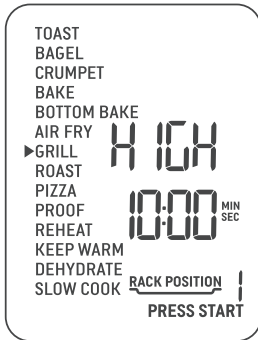 TOAST
BAGEL
CRUMPET
BAKE
BOTTOM BAKE
AIR FRY
GRILL
HIGH
ROAST
PIZZA
PROOF
10:00 MIN SEC
REHEAT
KEEP WARM
DEHYDRATE
SLOW COOK
RACK POSITION 1
PRESS START